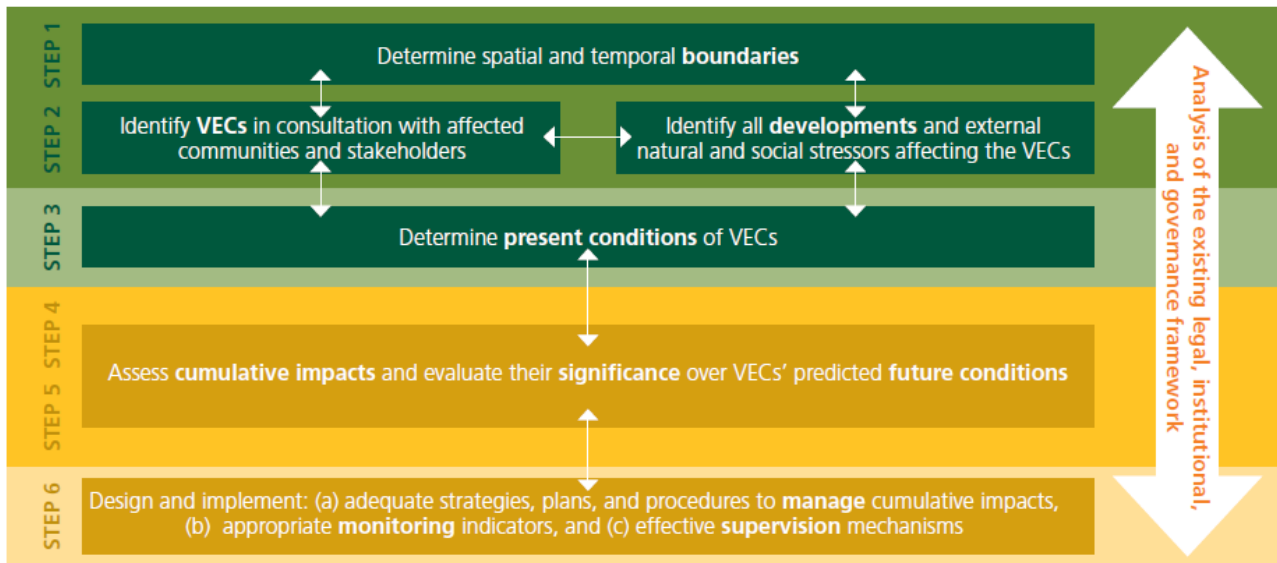 STEP 1
Determine spatial and temporal boundaries
STEP 2
Identify VECs in consultation with affected
communities and stakeholders
Identify all developments and external
natural and social stressors affecting the VECs
STEP 3
Determine present conditions of VECs
STEP 4
STEP 5
Assess cumulative impacts and evaluate their significance over VECs’ predicted future conditions
STEP 6
Design and implement: (a) adequate strategies, plans, and procedures to manage cumulative impacts,
(b) appropriate monitoring indicators, and (c) effective supervision mechanisms
Analysis of the existing legal, institutional,
and governance framework